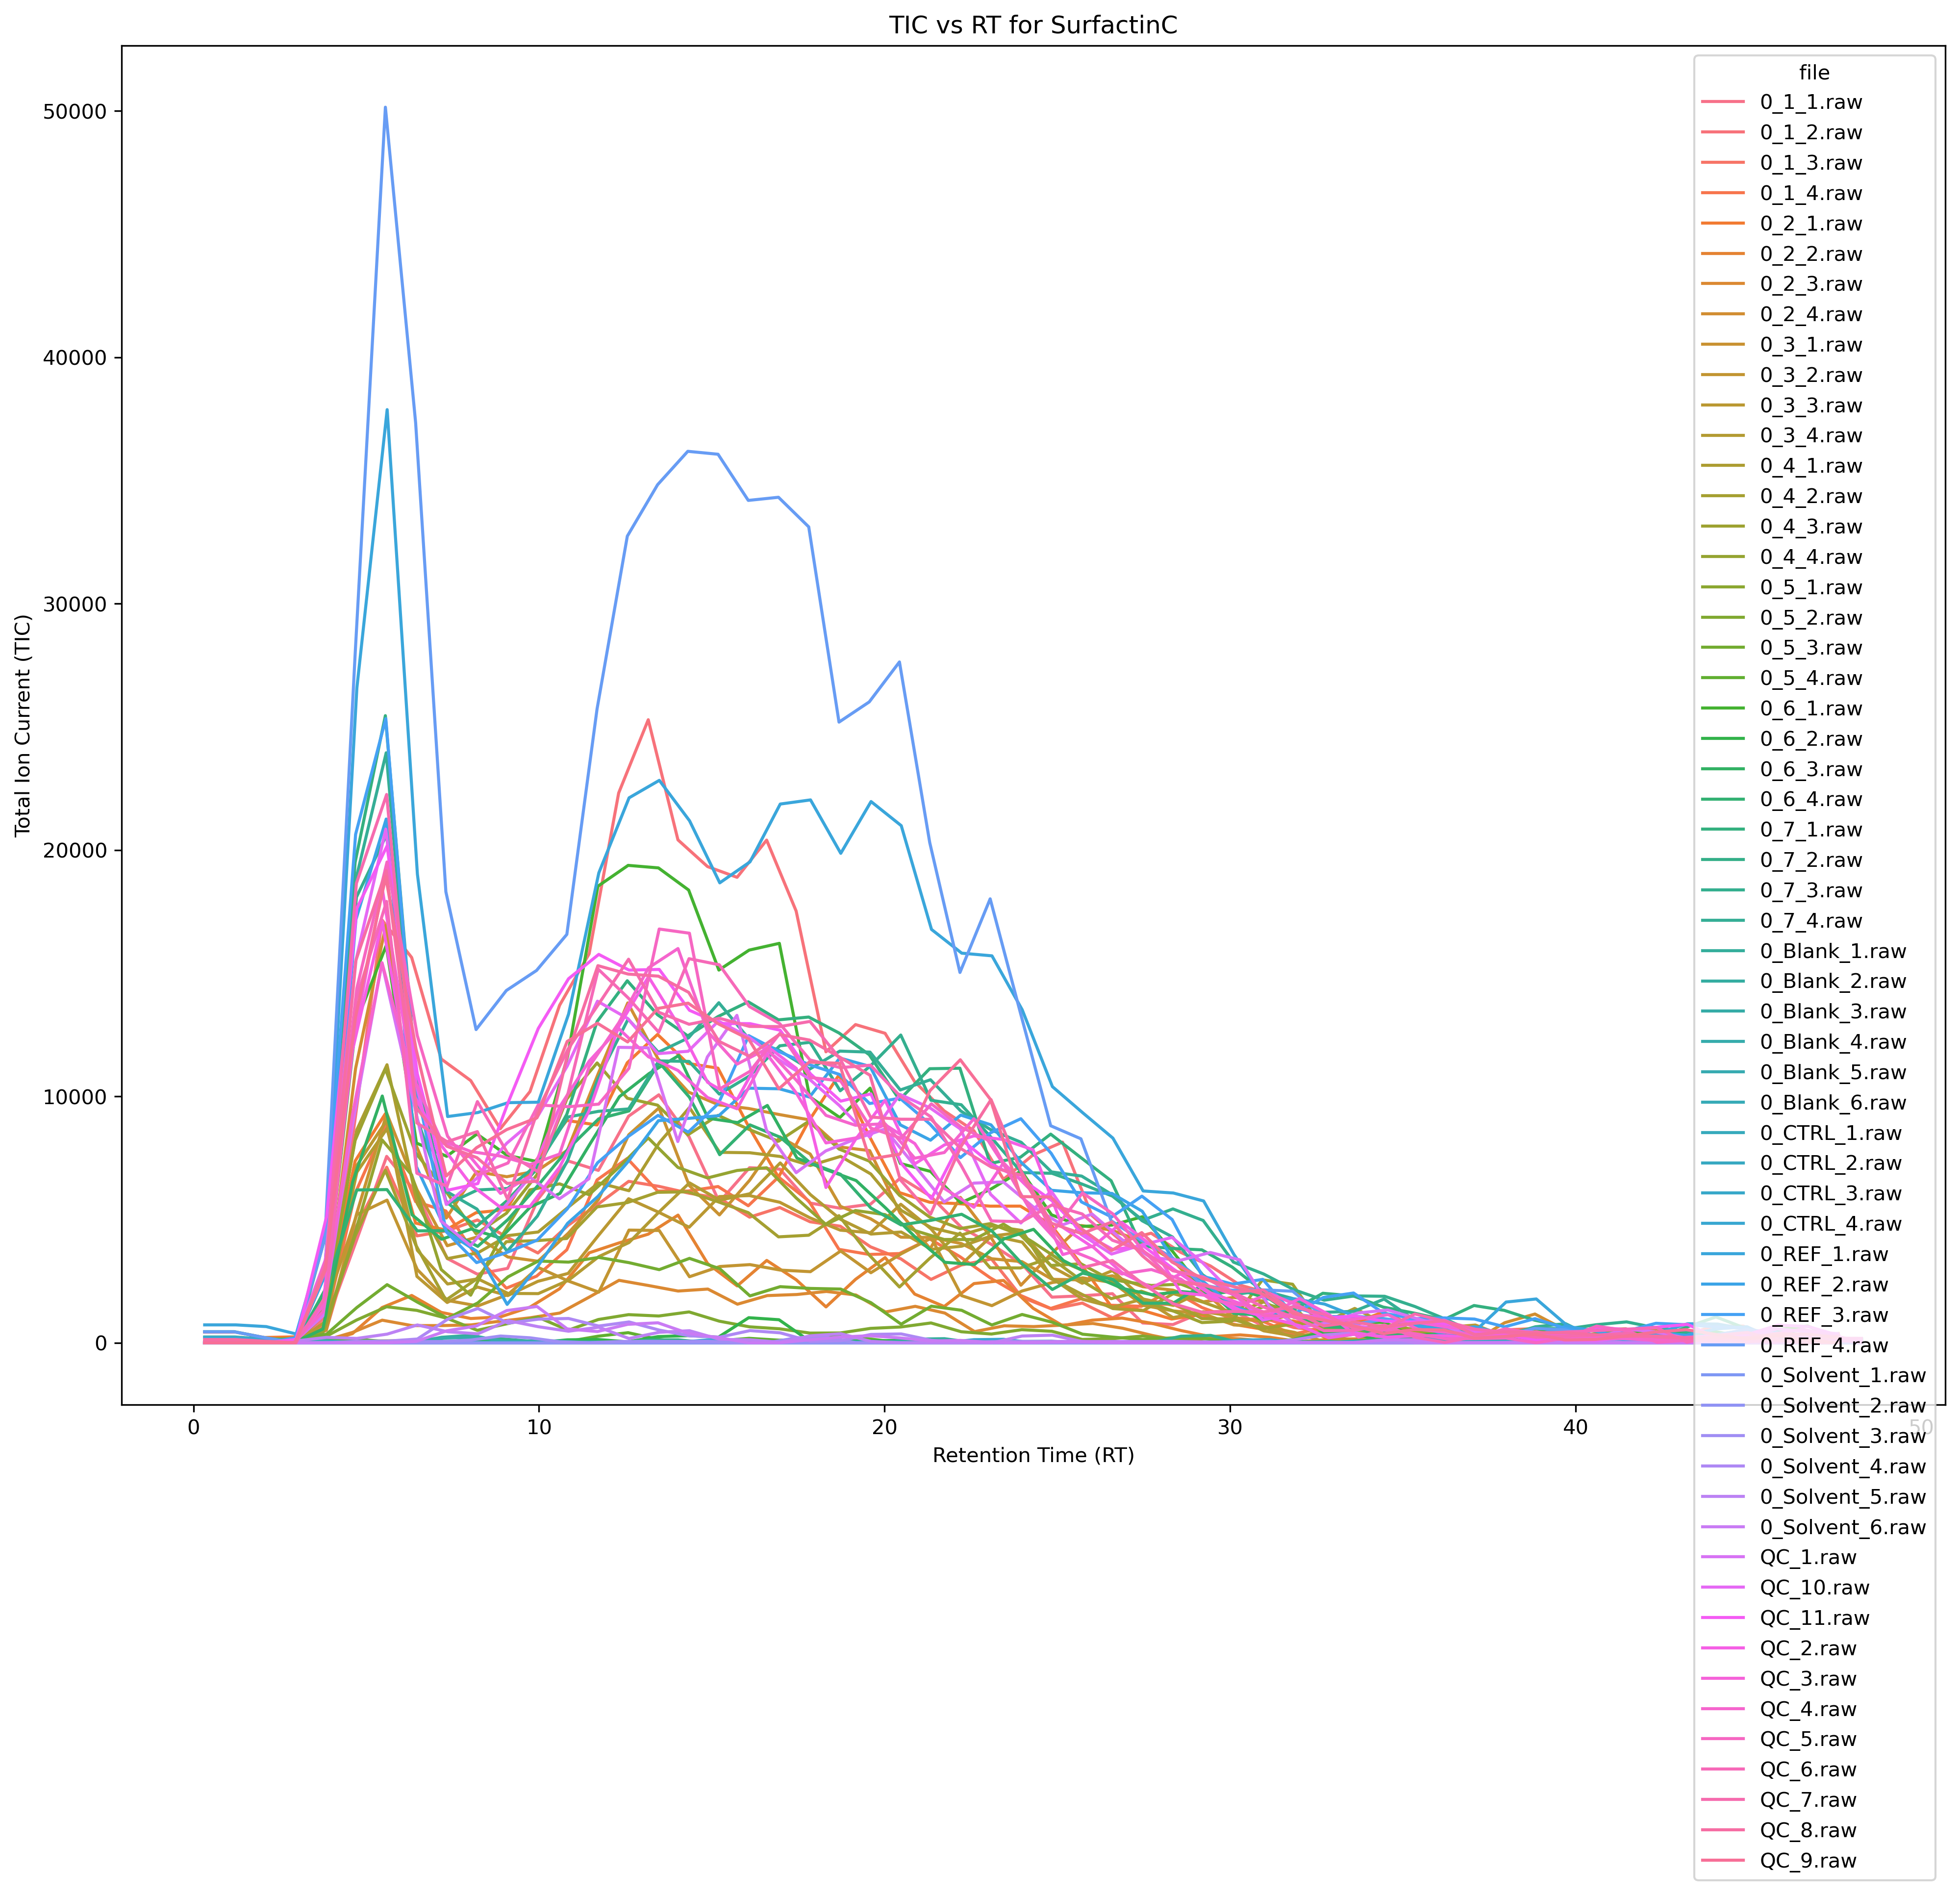 TIC vs RT for SurfactinC
Total Ion Current (TIC)
50000
40000
30000
20000
10000
0
0
10
20
30
40
50
Retention Time (RT)
file
0_1_1.raw
0_1_2.raw
0_1_3.raw
0_1_4.raw
0_2_1.raw
0_2_2.raw
0_2_3.raw
0_2_4.raw
0_3_1.raw
0_3_2.raw
0_3_3.raw
0_3_4.raw
0_4_1.raw
0_4_2.raw
0_4_3.raw
0_4_4.raw
0_5_1.raw
0_5_2.raw
0_5_3.raw
0_5_4.raw
0_6_1.raw
0_6_2.raw
0_6_3.raw
0_6_4.raw
0_7_1.raw
0_7_2.raw
0_7_3.raw
0_7_4.raw
0_Blank_1.raw
0_Blank_2.raw
0_Blank_3.raw
0_Blank_4.raw
0_Blank_5.raw
0_Blank_6.raw
0_CTRL_1.raw
0_CTRL_2.raw
0_CTRL_3.raw
0_CTRL_4.raw
0_REF_1.raw
0_REF_2.raw
0_REF_3.raw
0_REF_4.raw
0_Solvent_1.raw
0_Solvent_2.raw
0_Solvent_3.raw
0_Solvent_4.raw
0_Solvent_5.raw
0_Solvent_6.raw
QC_1.raw
QC_10.raw
QC_11.raw
QC_2.raw
QC_3.raw
QC_4.raw
QC_5.raw
QC_6.raw
QC_7.raw
QC_8.raw
QC_9.raw